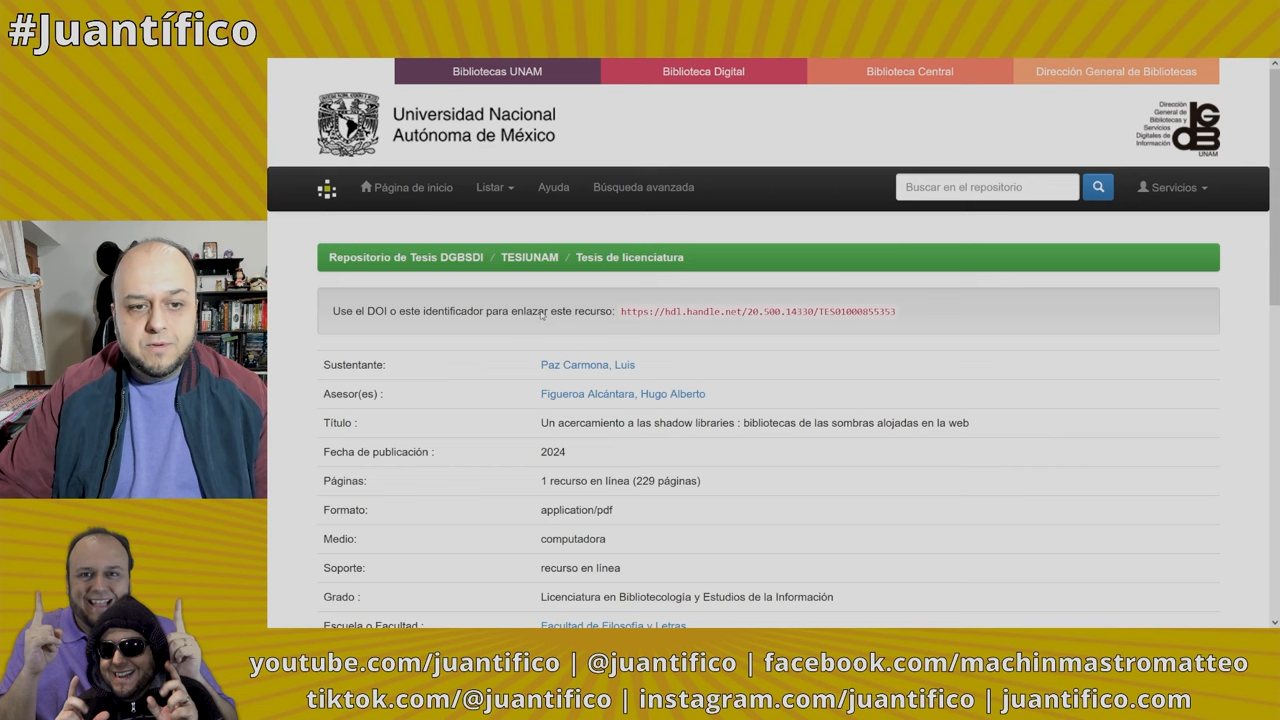 #Juantífico
Bibliotecas UNAM
Biblioteca Digital
Biblioteca Central
Dirección General de Bibliotecas
Universidad Nacional
Autónoma de México
Dirección
General de
Bibliotecas y
Servicios
Digitales de
Información
UNAM
Página de inicio
Listar
Ayuda
Búsqueda avanzada
Buscar en el repositorio
Servicios
Repositorio de Tesis DGBSDI / TESIUNAM / Tesis de licenciatura
Use el DOI o este identificador para enlazar este recurso: https://hdl.handle.net/20.500.14330/TES01000855353
Sustentante: Paz Carmona, Luis
Asesor(es) : Figueroa Alcántara, Hugo Alberto
Título : Un acercamiento a las shadow libraries : bibliotecas de las sombras alojadas en la web
Fecha de publicación : 2024
Páginas: 1 recurso en línea (229 páginas)
Formato: application/pdf
Medio: computadora
Soporte: recurso en línea
Grado : Licenciatura en Bibliotecología y Estudios de la Información
Escuela o Facultad : Facultad de Filosofía y Letras
youtube.com/juantifico | @juantifico | facebook.com/machinmastromatteo
tiktok.com/@juantifico | instagram.com/juantifico | juantifico.com